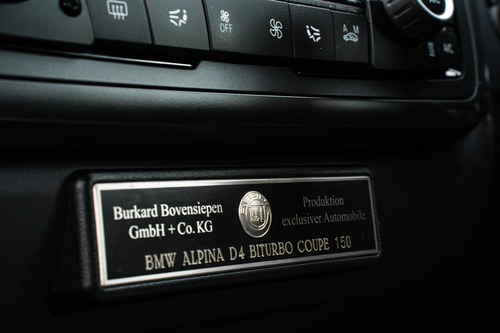 OFF
A M
Burkard Bovensiepen
GmbH + Co. KG
Produktion
exclusiver Automobile
BMW ALPINA D4 BITURBO COUPE 150